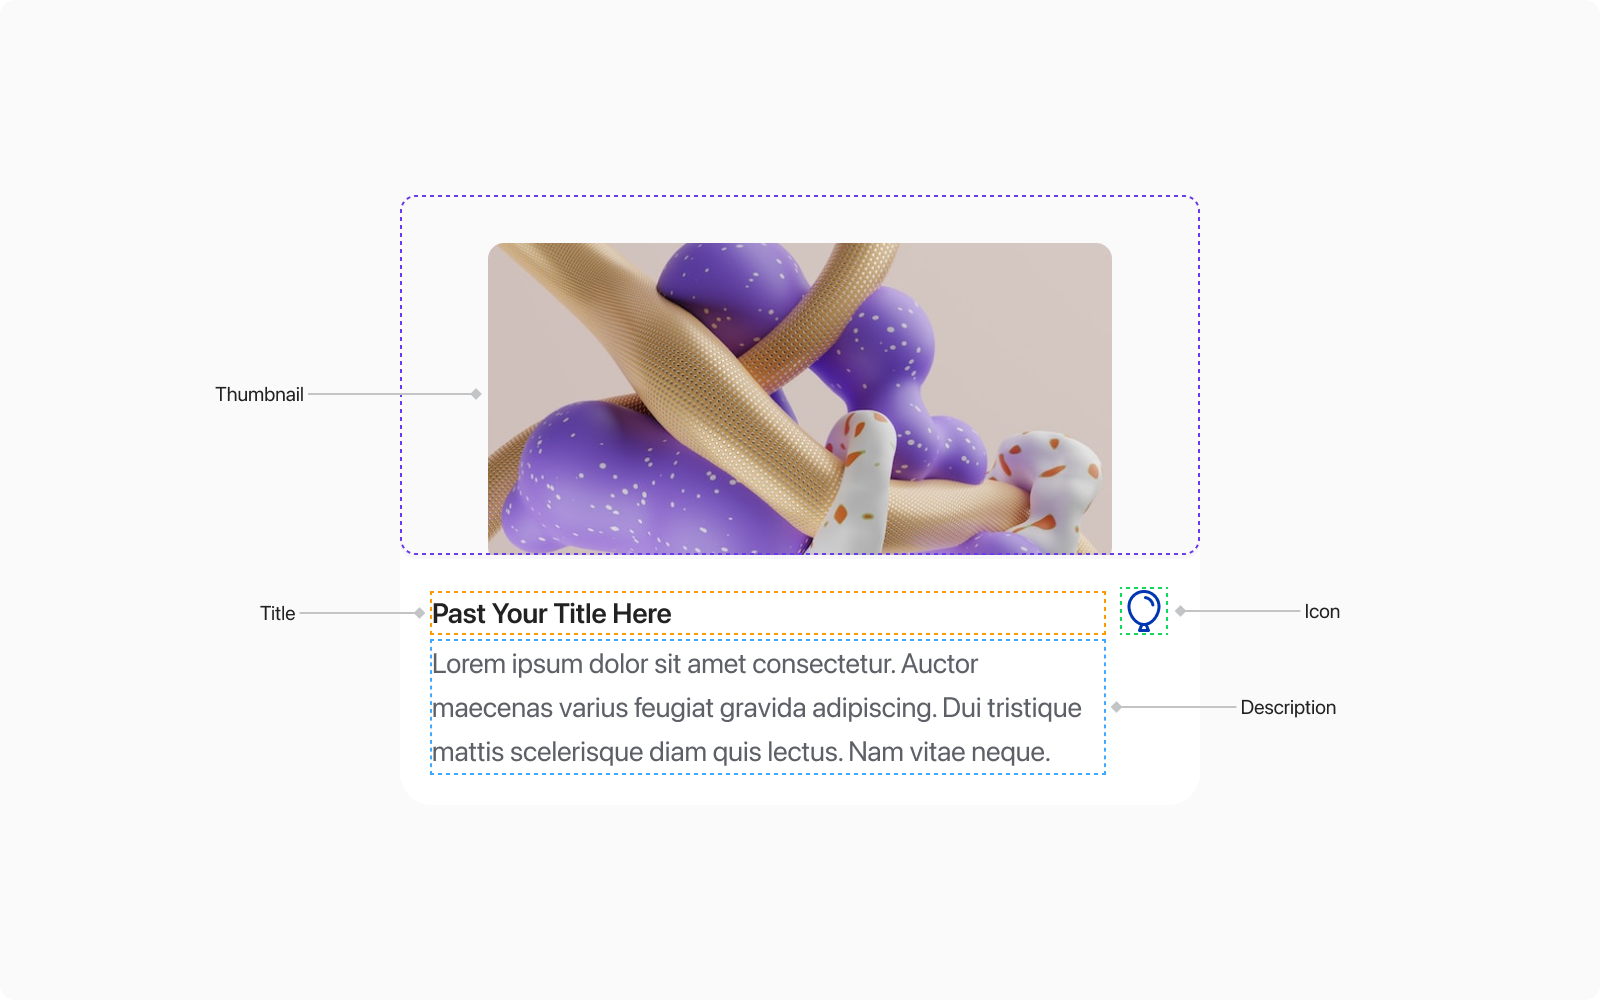 Thumbnail
Title
Past Your Title Here
Icon
Lorem ipsum dolor sit amet consectetur. Auctor
maecenas varius feugiat gravida adipiscing. Dui tristique
mattis scelerisque diam quis lectus. Nam vitae neque.
Description